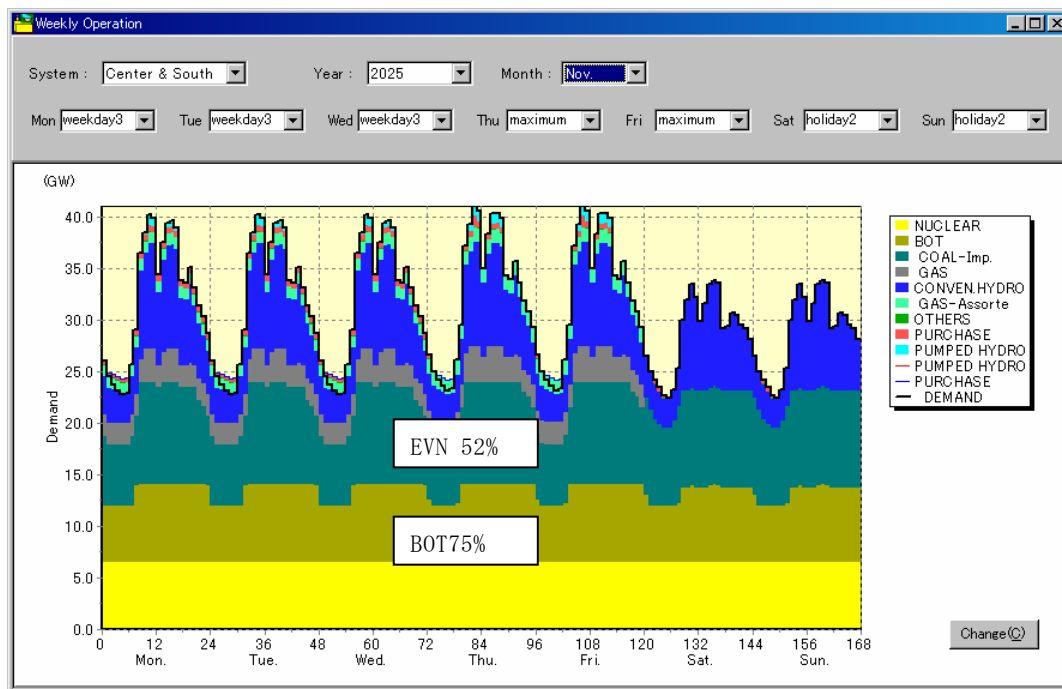 Weekly Operation
System : Center & South Year : 2025 Month : Nov.
Mon weekday3 Tue weekday3 Wed weekday3 Thu maximum Fri maximum Sat holiday2 Sun holiday2
(GW)
40.0
35.0
30.0
25.0
20.0
15.0
10.0
5.0
0.0
Demand
EVN 52%
BOT75%
0 12 24 36 48 60 72 84 96 108 120 132 144 156 168
Mon. Tue. Wed. Thu. Fri. Sat. Sun.
NUCLEAR
BOT
COAL-Imp.
GAS
CONVEN.HYDRO
GAS-Assorte
OTHERS
PURCHASE
PUMPED HYDRO
PUMPED HYDRO
PURCHASE
DEMAND
Change(C)